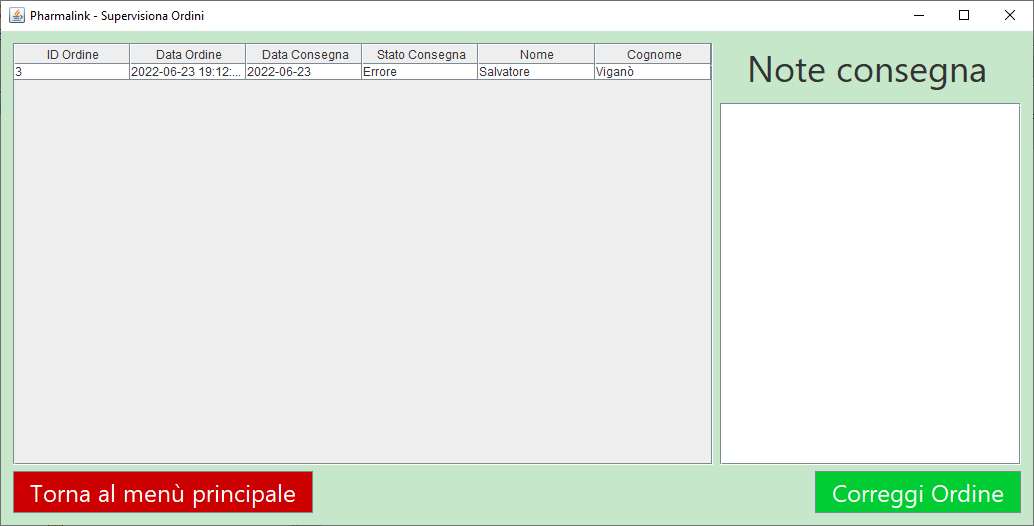 Pharmalink - Supervisiona Ordini
ID Ordine Data Ordine Data Consegna Stato Consegna Nome Cognome
3 2022-06-23 19:12:... 2022-06-23 Errore Salvatore Viganò
Note consegna
Torna al menù principale
Correggi Ordine